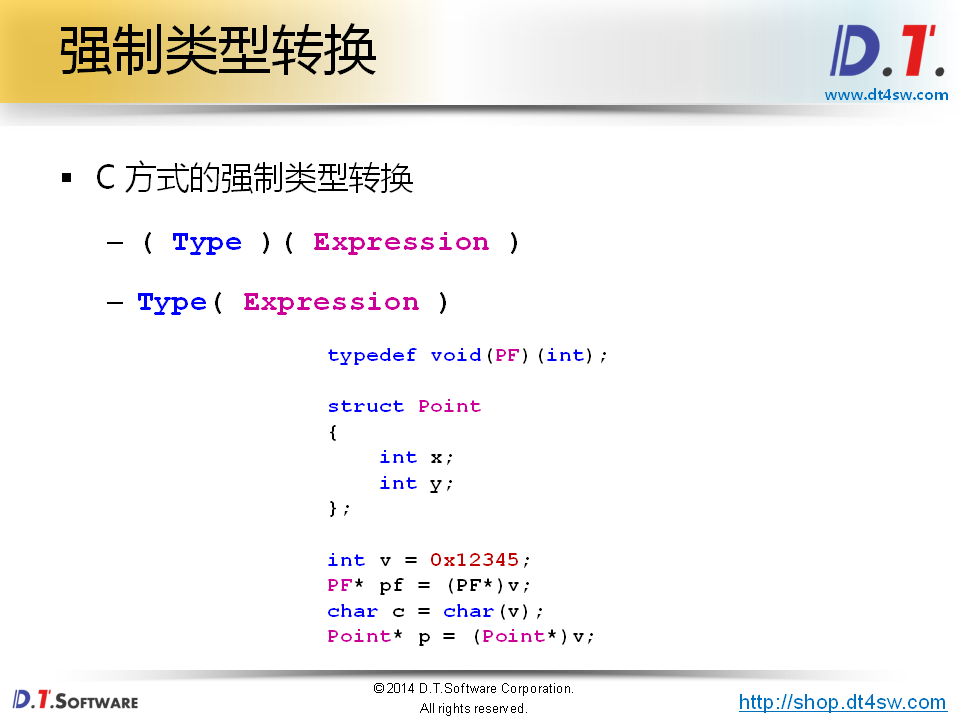 强制类型转换
D.T.
www.dt4sw.com
▪ C 方式的强制类型转换
– ( Type )( Expression )
– Type( Expression )
typedef void(PF)(int);
struct Point
{
    int x;
    int y;
};
int v = 0x12345;
PF* pf = (PF*)v;
char c = char(v);
Point* p = (Point*)v;
D.T.SOFTWARE
©2014 D.T.Software Corporation.
All rights reserved.
http://shop.dt4sw.com